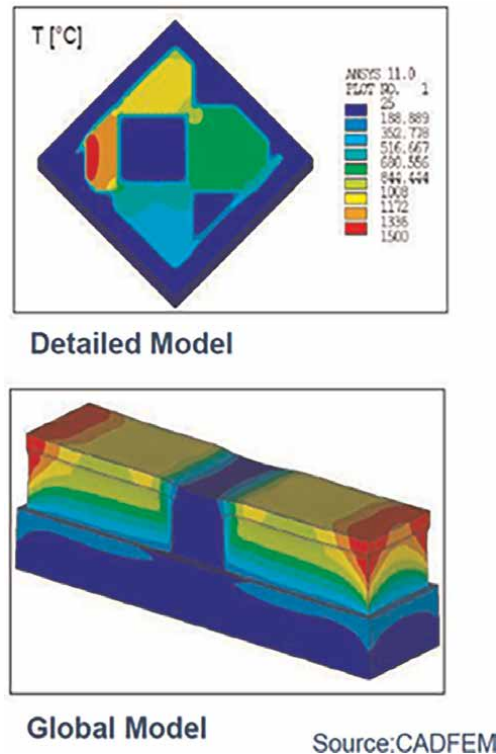 T [°C]
ANSYS 11.0
PLOT NO. 1
25
188.889
352.778
516.667
680.556
844.444
1008
1172
1336
1500
Detailed Model
Global Model
Source;CADFEM